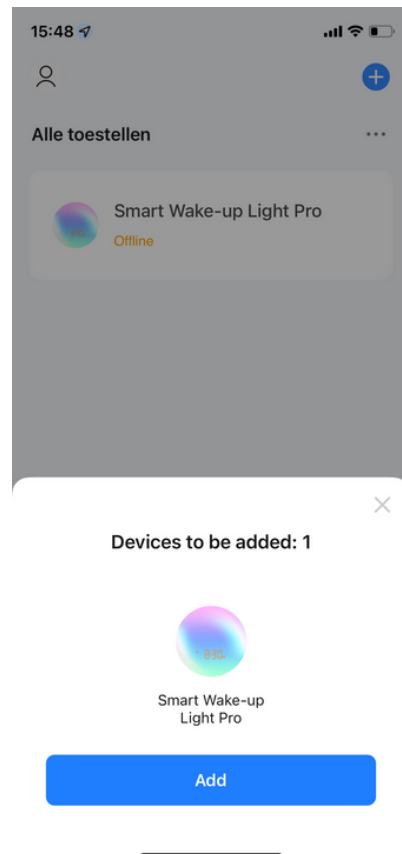 15:48
Alle toestellen
Smart Wake-up Light Pro
Offline
Devices to be added: 1
Smart Wake-up
Light Pro
Add